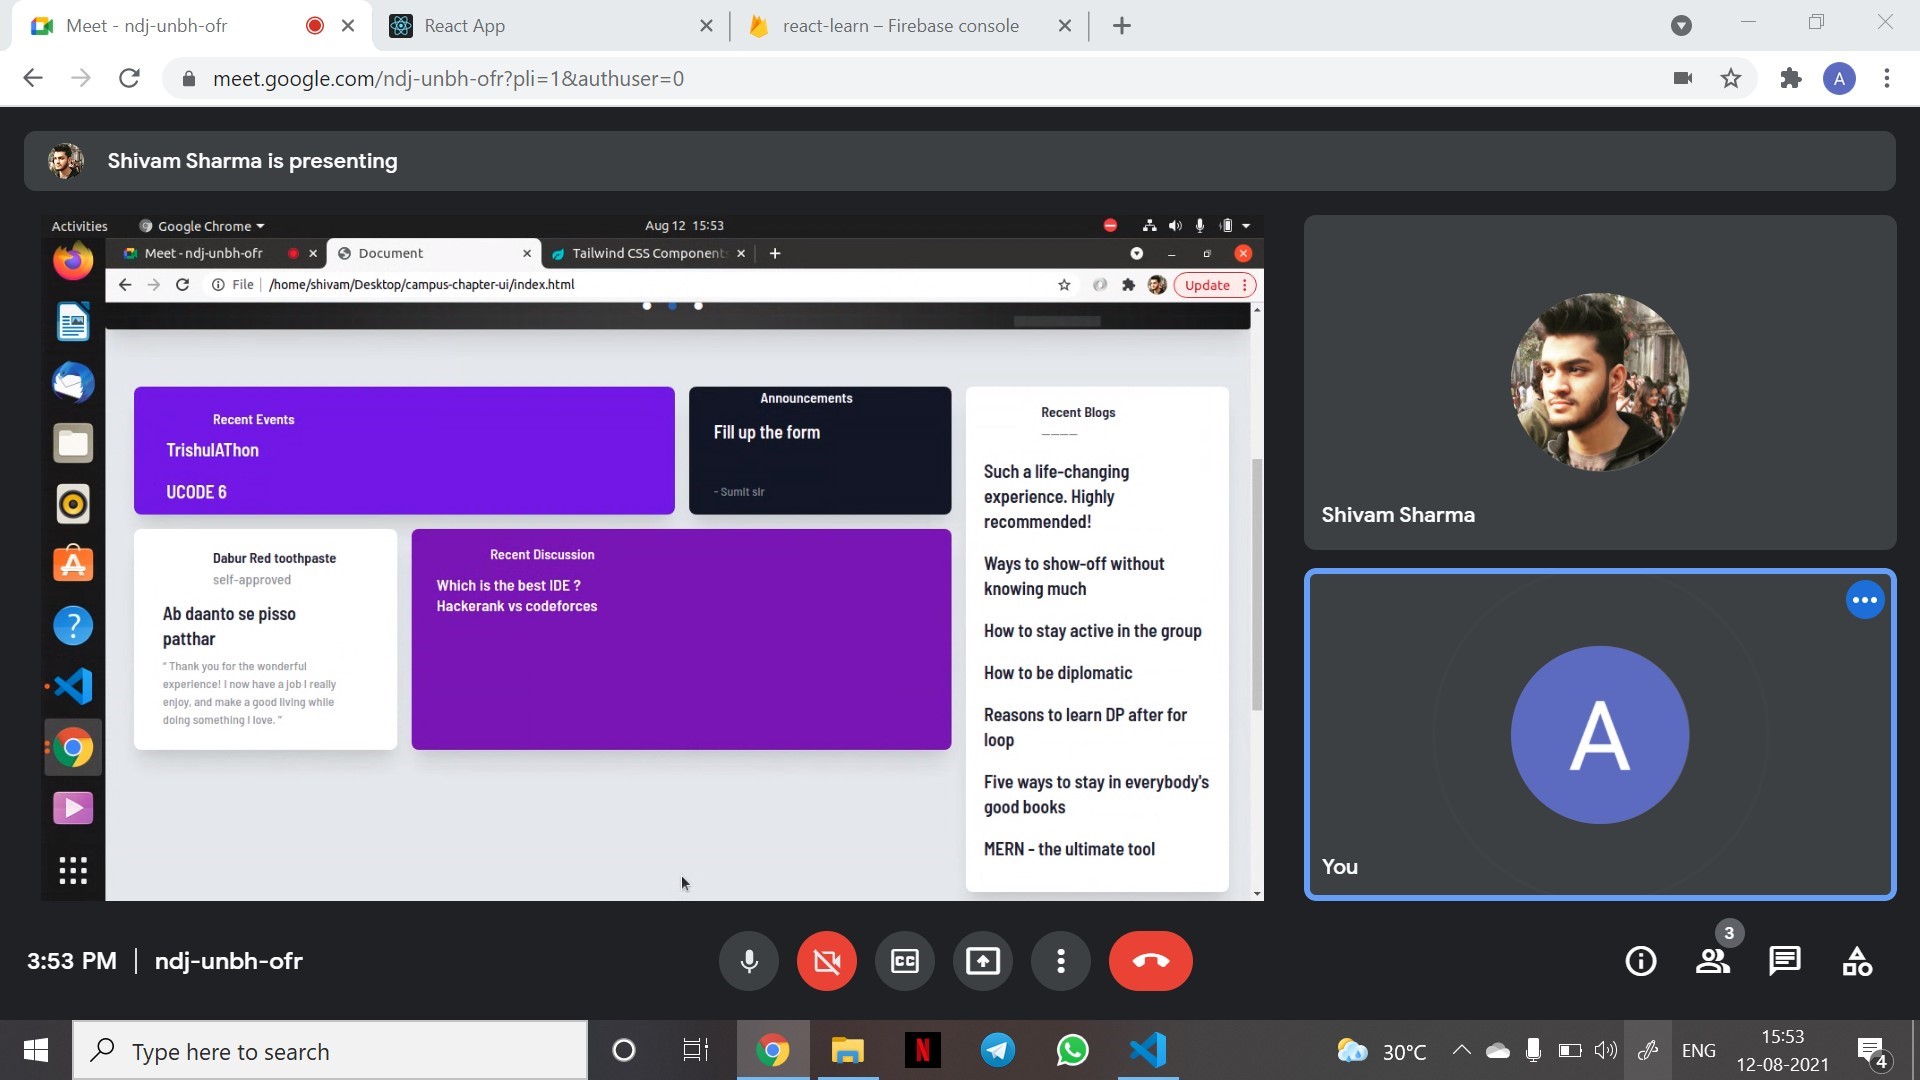 Meet - ndj-unbh-ofr
React App
react-learn – Firebase console
meet.google.com/ndj-unbh-ofr?pli=1&authuser=0
A
Shivam Sharma is presenting
Activities
Google Chrome
Aug 12 15:53
Meet - ndj-unbh-ofr
Document
Tailwind CSS Component
File
/home/shivam/Desktop/campus-chapter-ui/index.html
Update
Recent Events
TrishulAThon
UCODE 6
Announcements
Fill up the form
- Sumit sir
Recent Blogs
————
Such a life-changing
experience. Highly
recommended!
Ways to show-off without
knowing much
How to stay active in the group
How to be diplomatic
Reasons to learn DP after for
loop
Five ways to stay in everybody's
good books
MERN - the ultimate tool
Dabur Red toothpaste
self-approved
Ab daanto se pisso
patthar
" Thank you for the wonderful
experience! I now have a job I really
enjoy, and make a good living while
doing something I love. "
Recent Discussion
Which is the best IDE ?
Hackerank vs codeforces
Shivam Sharma
A
You
3:53 PM | ndj-unbh-ofr
CC
3
Type here to search
N
30°C
ENG
15:53
12-08-2021
4